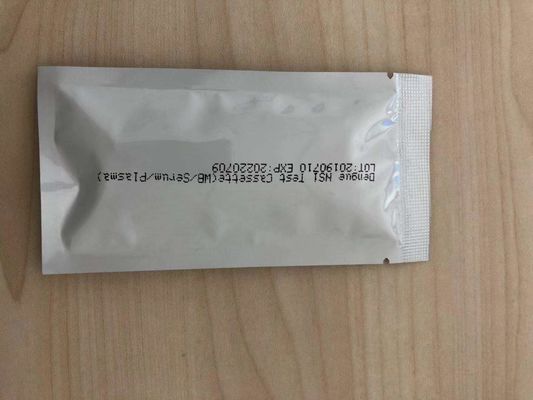 Dengue NS1 Test Cassette(WB/Serum/Plasma)
LOT:20190710 EXP:20220709